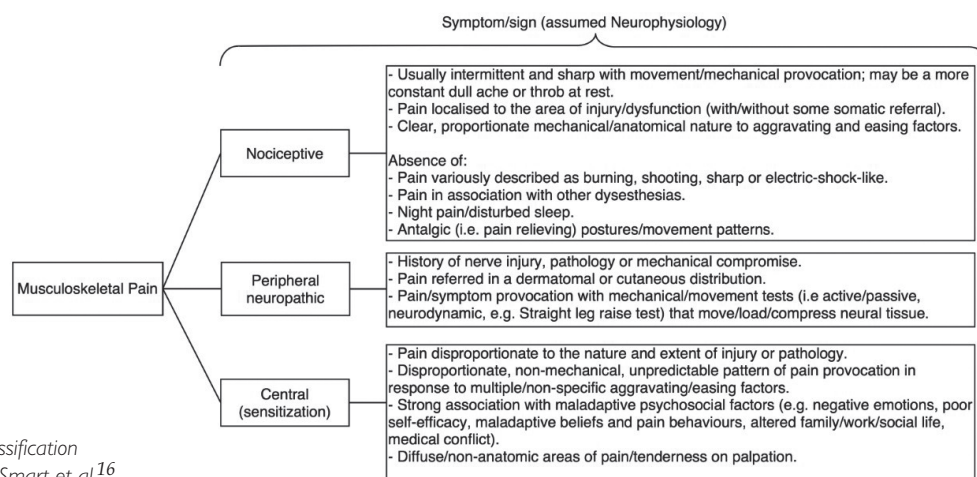 Symptom/sign (assumed Neurophysiology)
- Usually intermittent and sharp with movement/mechanical provocation; may be a more
constant dull ache or throb at rest.
- Pain localised to the area of injury/dysfunction (with/without some somatic referral).
- Clear, proportionate mechanical/anatomical nature to aggravating and easing factors.
Nociceptive
Absence of:
- Pain variously described as burning, shooting, sharp or electric-shock-like.
- Pain in association with other dysesthesias.
- Night pain/disturbed sleep.
- Antalgic (i.e. pain relieving) postures/movement patterns.
Musculoskeletal Pain
Peripheral
neuropathic
- History of nerve injury, pathology or mechanical compromise.
- Pain referred in a dermatomal or cutaneous distribution.
- Pain/symptom provocation with mechanical/movement tests (i.e active/passive,
neurodynamic, e.g. Straight leg raise test) that move/load/compress neural tissue.
Central
(sensitization)
- Pain disproportionate to the nature and extent of injury or pathology.
- Disproportionate, non-mechanical, unpredictable pattern of pain provocation in
response to multiple/non-specific aggravating/easing factors.
- Strong association with maladaptive psychosocial factors (e.g. negative emotions, poor
self-efficacy, maladaptive beliefs and pain behaviours, altered family/work/social life,
medical conflict).
- Diffuse/non-anatomic areas of pain/tenderness on palpation.
ssification
Smart et al 16